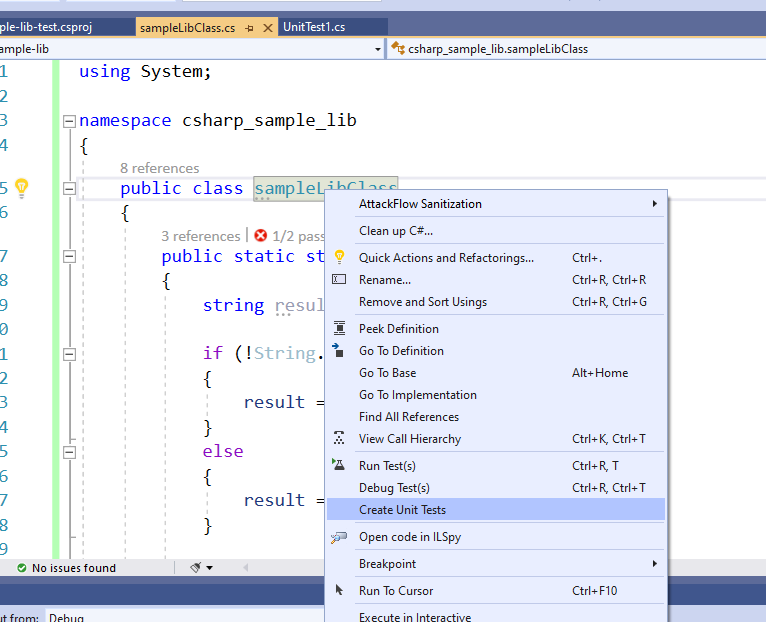 ple-lib-test.csproj sampleLibClass.cs UnitTest1.cs
ample-lib csharp_sample_lib.sampleLibClass
1 using System;
2
3 namespace csharp_sample_lib
4 {
8 references
5 public class sampleLibClass
6 {
3 references | 1/2 pass
7 public static st
8 {
9 string resul
0
1 if (!String.
2 {
3 result =
4 }
5 else
6 {
7 result =
8 }
9
AttackFlow Sanitization
Clean up C#...
Quick Actions and Refactorings... Ctrl+.
Rename... Ctrl+R, Ctrl+R
Remove and Sort Usings Ctrl+R, Ctrl+G
Peek Definition
Go To Definition
Go To Base Alt+Home
Go To Implementation
Find All References
View Call Hierarchy Ctrl+K, Ctrl+T
Run Test(s) Ctrl+R, T
Debug Test(s) Ctrl+R, Ctrl+T
Create Unit Tests
Open code in ILSpy
Breakpoint
Run To Cursor Ctrl+F10
Execute in Interactive
No issues found
ut from: Debug